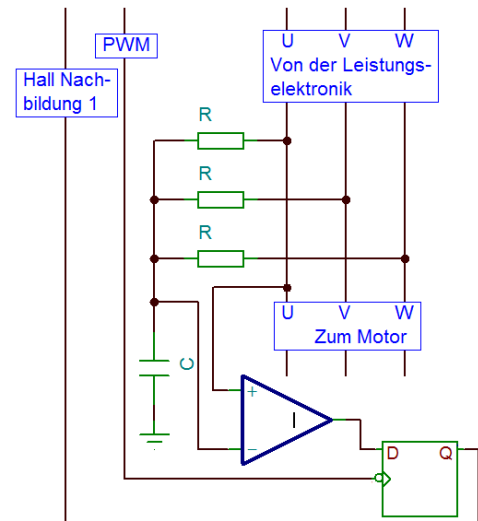 PWM
Hall Nach-
bildung 1
U V W
Von der Leistungs-
elektronik
R
R
R
U V W
Zum Motor
C
+
−
D Q